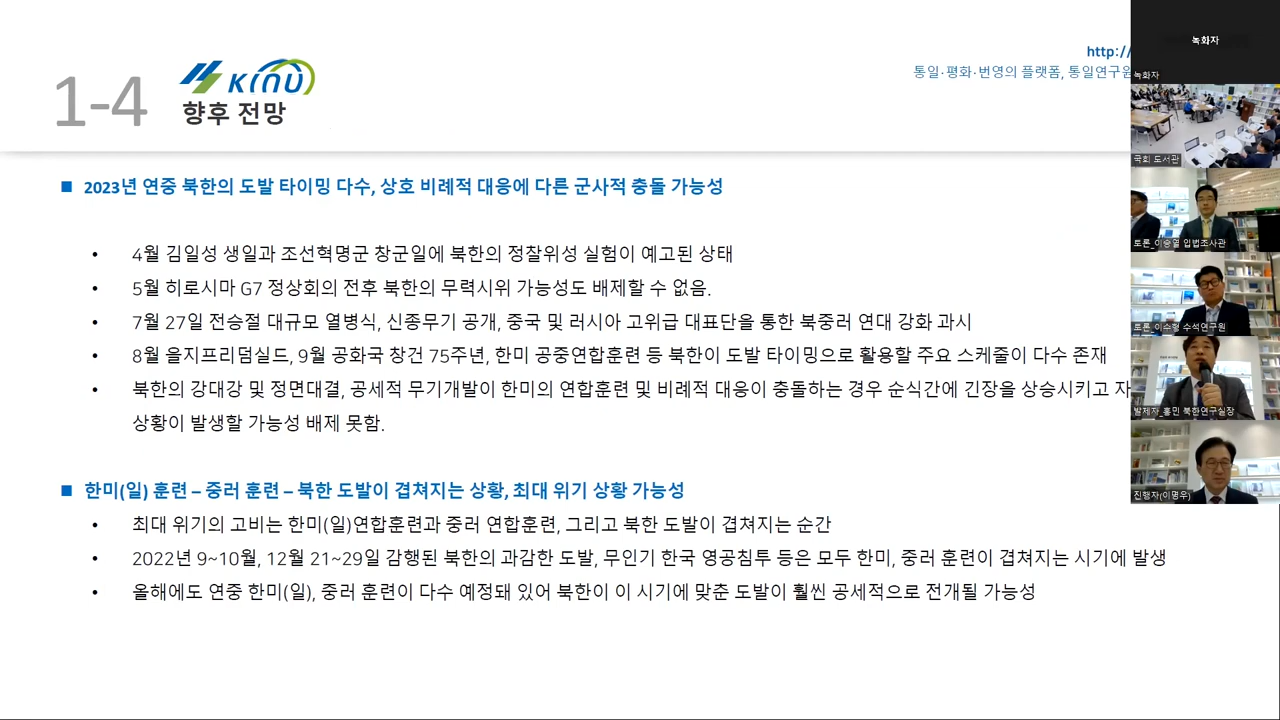 1-4
KINU
향후 전망
http://
통일·평화·번영의 플랫폼, 통일연구원
■ 2023년 연중 북한의 도발 타이밍 다수, 상호 비례적 대응에 다른 군사적 충돌 가능성
• 4월 김일성 생일과 조선혁명군 창군일에 북한의 정찰위성 실험이 예고된 상태
• 5월 히로시마 G7 정상회의 전후 북한의 무력시위 가능성도 배제할 수 없음.
• 7월 27일 전승절 대규모 열병식, 신종무기 공개, 중국 및 러시아 고위급 대표단을 통한 북중러 연대 강화 과시
• 8월 을지프리덤실드, 9월 공화국 창건 75주년, 한미 공중연합훈련 등 북한이 도발 타이밍으로 활용할 주요 스케줄이 다수 존재
• 북한의 강대강 및 정면대결, 공세적 무기개발이 한미의 연합훈련 및 비례적 대응이 충돌하는 경우 순식간에 긴장을 상승시키고
상황이 발생할 가능성 배제 못함.
■ 한미(일) 훈련 – 중러 훈련 – 북한 도발이 겹쳐지는 상황, 최대 위기 상황 가능성
• 최대 위기의 고비는 한미(일)연합훈련과 중러 연합훈련, 그리고 북한 도발이 겹쳐지는 순간
• 2022년 9~10월, 12월 21~29일 감행된 북한의 과감한 도발, 무인기 한국 영공침투 등은 모두 한미, 중러 훈련이 겹쳐지는 시기에 발생
• 올해에도 연중 한미(일), 중러 훈련이 다수 예정돼 있어 북한이 이 시기에 맞춘 도발이 훨씬 공세적으로 전개될 가능성
녹화자
녹화자
국회 도서관
토론_이승열 입법조사관
토론_이수형 수석연구원
발제자_홍민 북한연구실장
진행자(이명우)